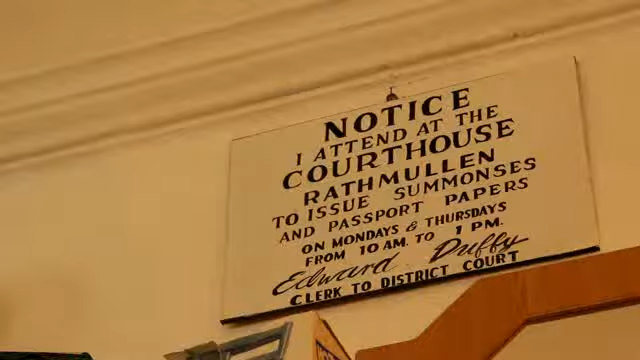 NOTICE
I ATTEND AT THE
COURTHOUSE
RATHMULLEN
TO ISSUE SUMMONSES
AND PASSPORT PAPERS
ON MONDAYS & THURSDAYS
FROM 10 AM. TO 1 PM.
Edward Duffy
CLERK TO DISTRICT COURT